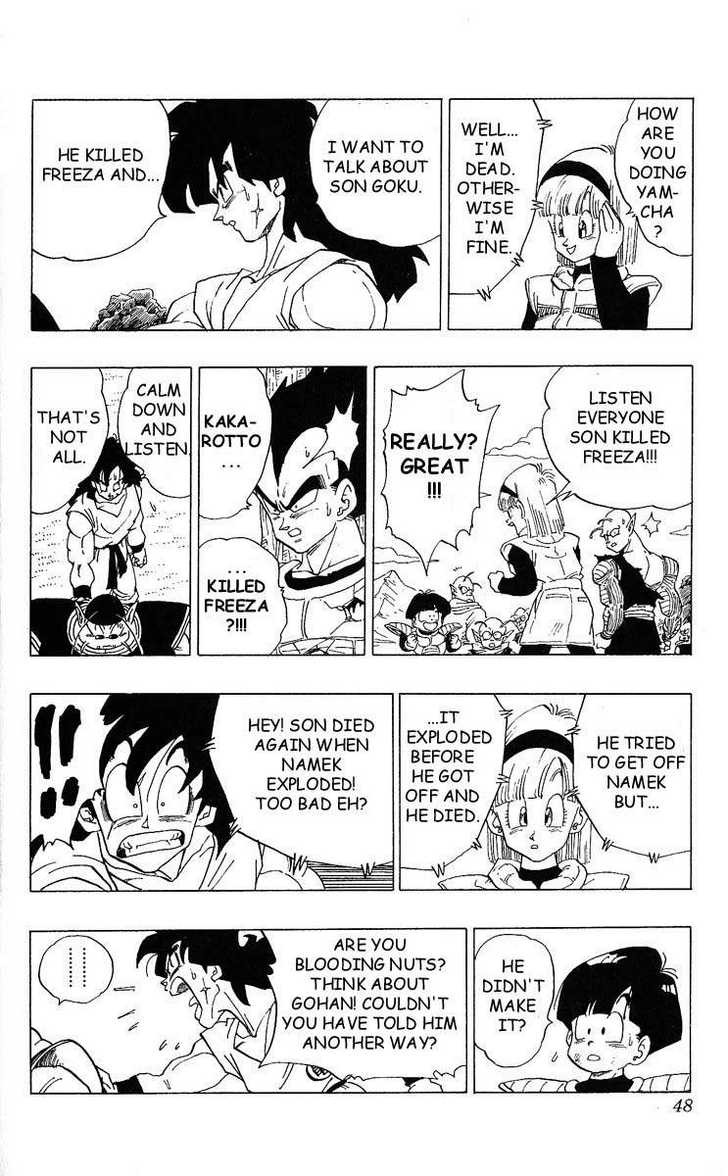 HOW
ARE
YOU
DOING
YAM-
CHA
?
WELL...
I'M
DEAD.
OTHER-
WISE
I'M
FINE.
I WANT TO
TALK ABOUT
SON GOKU.
HE KILLED
FREEZA AND...
LISTEN
EVERYONE
SON KILLED
FREEZA!!!
REALLY?
GREAT
!!!
KAKA-
ROTTO
...
...
KILLED
FREEZA
?!!!
CALM
DOWN
AND
LISTEN.
THAT'S
NOT
ALL.
HE TRIED
TO GET OFF
NAMEK
BUT...
...IT
EXPLODED
BEFORE
HE GOT
OFF AND
HE DIED.
HEY! SON DIED
AGAIN WHEN
NAMEK
EXPLODED!
TOO BAD EH?
!!
HE
DIDN'T
MAKE
IT?
ARE YOU
BLOODING NUTS?
THINK ABOUT
GOHAN! COULDN'T
YOU HAVE TOLD HIM
ANOTHER WAY?
......
48